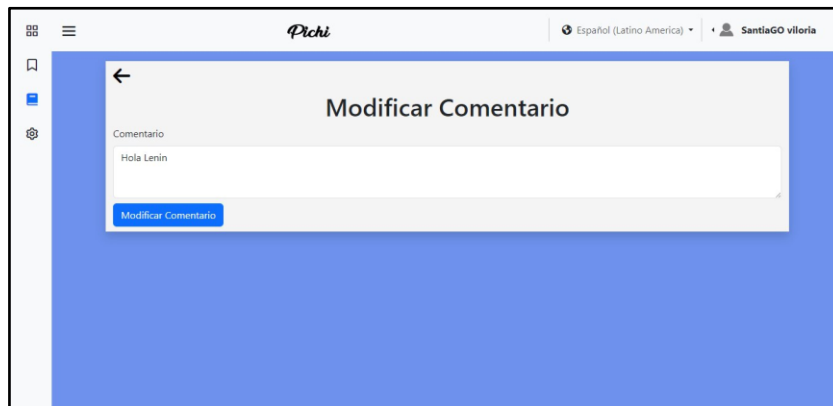 Pichi
Español (Latino America)
SantiaGO viloria
Modificar Comentario
Comentario
Hola Lenin
Modificar Comentario